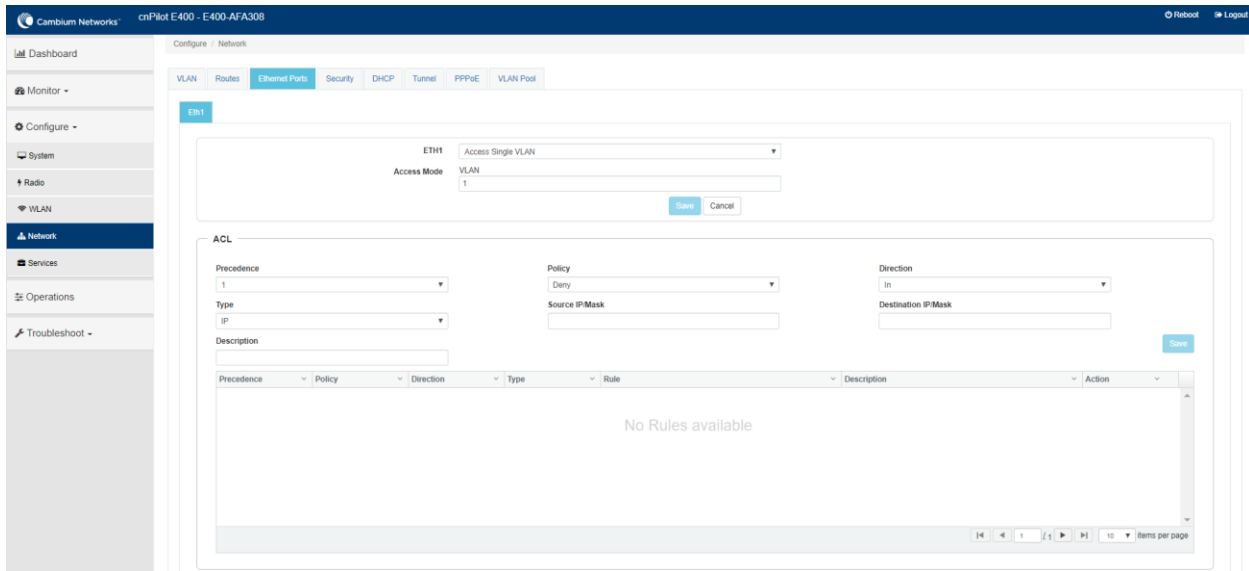 Cambium Networks™ cnPilot E400 - E400-AFA308 Reboot Logout
Dashboard
Monitor
Configure
System
Radio
WLAN
Network
Services
Operations
Troubleshoot
Configure / Network
VLAN Routes Ethernet Ports Security DHCP Tunnel PPPoE VLAN Pool
Eth1
ETH1 Access Single VLAN
Access Mode VLAN
1
Save Cancel
ACL
Precedence Policy Direction
1 Deny In
Type Source IP/Mask Destination IP/Mask
IP
Description
Save
Precedence Policy Direction Type Rule Description Action
No Rules available
1 / 1 10 items per page